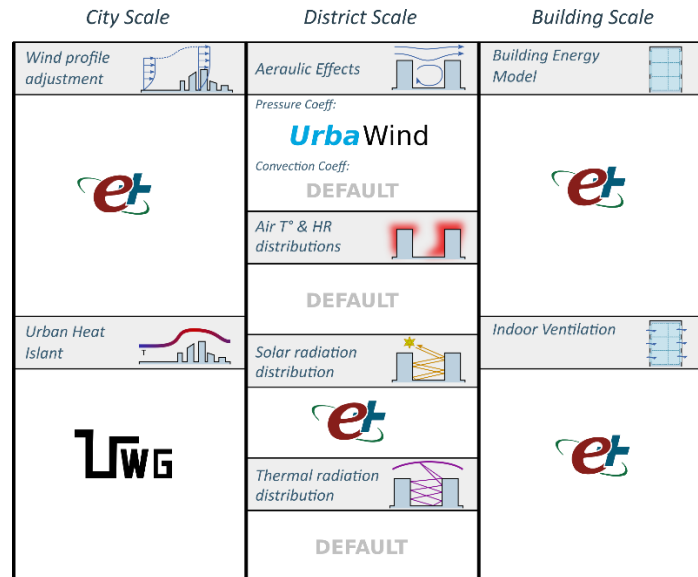 City Scale
District Scale
Building Scale
Wind profile
adjustment
e+
Urban Heat
Islant
T
UWG
Aeraulic Effects
Pressure Coeff:
UrbaWind
Convection Coeff:
DEFAULT
Air T° & HR
distributions
DEFAULT
Solar radiation
distribution
e+
Thermal radiation
distribution
DEFAULT
Building Energy
Model
e+
Indoor Ventilation
e+